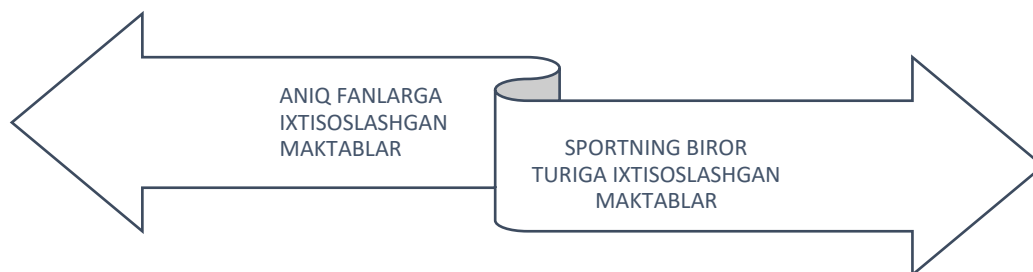 ANIQ FANLARGA
IXTISOSLASHGAN
MAKTABLAR
SPORTNING BIROR
TURIGA IXTISOSLASHGAN
MAKTABLAR